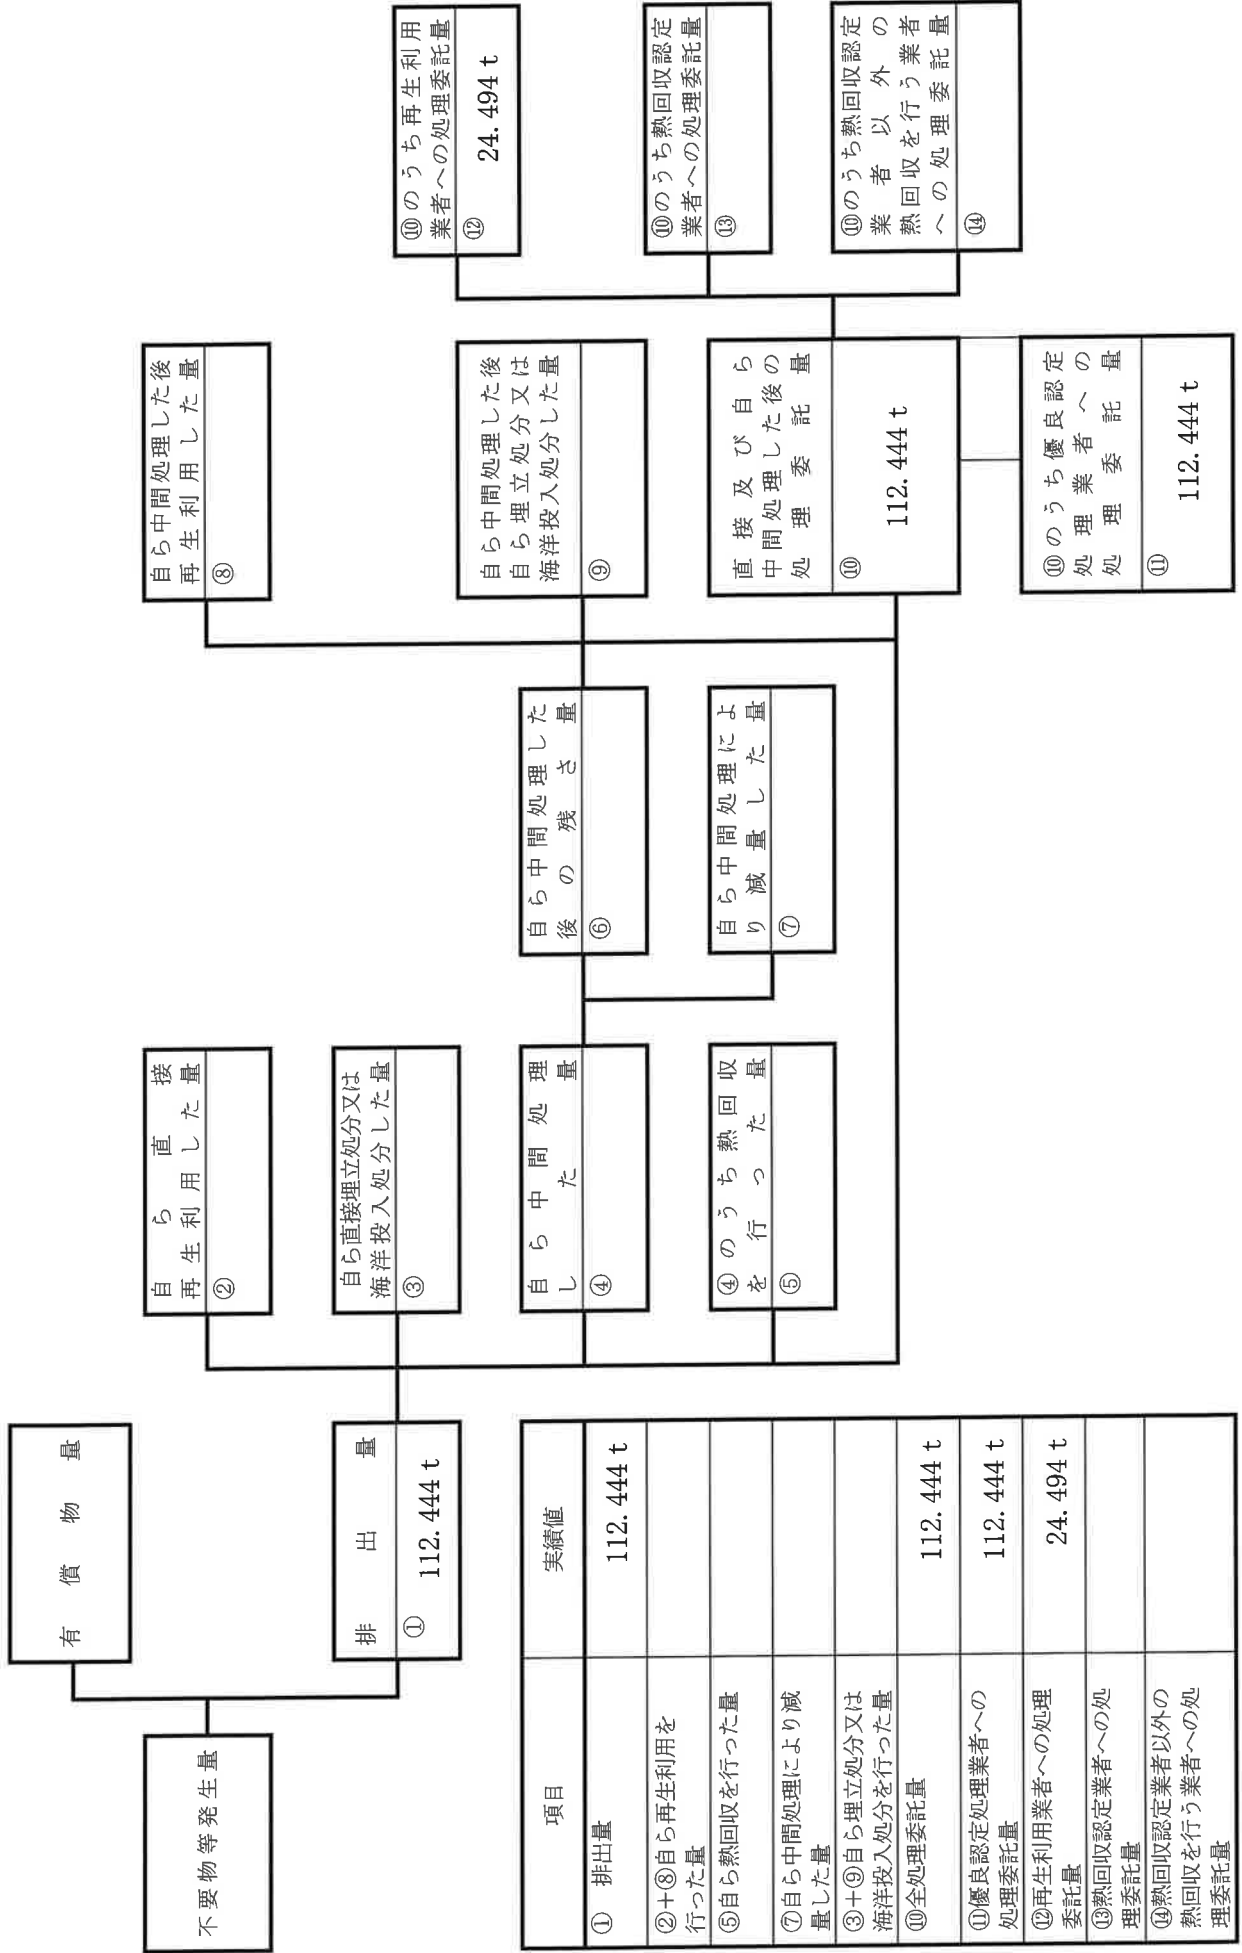 有償物量
不要物等発生量
排出量
①
112.444 t
自ら直接
再生利用した量
②
自ら直接埋立処分又は
海洋投入処分した量
③
自ら中間処理
した量
④
④のうち熱回収
を行った量
⑤
自ら中間処理した
後の残さ量
⑥
自ら中間処理によ
り減量した量
⑦
自ら中間処理した後
再生利用した量
⑧
自ら中間処理した後
自ら埋立処分又は
海洋投入処分した量
⑨
直接及び自ら
中間処理した後の
処理委託量
⑩
112.444 t
⑩のうち優良認定
処理業者への
処理委託量
⑪
112.444 t
⑩のうち再生利用
業者への処理委託量
⑫
24.494 t
⑩のうち熱回収認定
業者への処理委託量
⑬
⑩のうち熱回収認定
業者以外の
熱回収を行う業者
への処理委託量
⑭
項目 実績値
① 排出量 112.444 t
②+⑧自ら再生利用を
行った量
⑤自ら熱回収を行った量
⑦自ら中間処理により減
量した量
③+⑨自ら埋立処分又は
海洋投入処分を行った量
⑩全処理委託量 112.444 t
⑪優良認定処理業者への
処理委託量 112.444 t
⑫再生利用業者への処理
委託量 24.494 t
⑬熱回収認定業者への処
理委託量
⑭熱回収認定業者以外の
熱回収を行う業者への処
理委託量